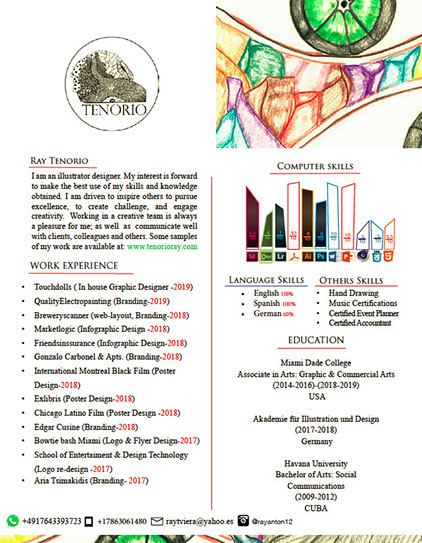 TENORIO
RAY TENORIO
I am an illustrator designer. My interest is forward
to make the best use of my skills and knowledge
obtained. I am driven to inspire others to pursue
excellence, to create challenge, and engage
creativity. Working in a creative team is always
a pleasure for me; as well as communicate well
with clients, colleagues and others. Some samples
of my work are available at: www.tenorioray.com
WORK EXPERIENCE
• Touchdolls ( In house Graphic Designer -2019)
• QualityElectropainting (Branding-2019)
• Breweryscanner (web-layout, Branding-2018)
• Marketlogic (Infographic Design -2018)
• Friendsinsurance (Infographic Design-2018)
• Gonzalo Carbonel & Apts. (Branding-2018)
• International Montreal Black Film (Poster
Design-2018)
• Exlibris (Poster Design-2018)
• Chicago Latino Film (Poster Design -2018)
• Edgar Cusine (Branding-2018)
• Bowtie bash Miami (Logo & Flyer Design-2017)
• School of Entertaiment & Design Technology
(Logo re-design -2017)
• Aria Tsimakidis (Branding- 2017)
COMPUTER SKILLS
Id Dw Lr Ai Ps W
LANGUAGE SKILLS
• English 100%
• Spanish 100%
• German 60%
OTHERS SKILLS
• Hand Drawing
• Music Certifications
• Certified Event Planner
• Certified Accountant
EDUCATION
Miami Dade College
Associate in Arts: Graphic & Commercial Arts
(2014-2016)-(2018-2019)
USA
Akademie für Illustration und Design
(2017-2018)
Germany
Havana University
Bachelor of Arts: Social
Communications
(2009-2012)
CUBA
+4917643393723 +17863061480 raytviera@yahoo.es @rayanton12